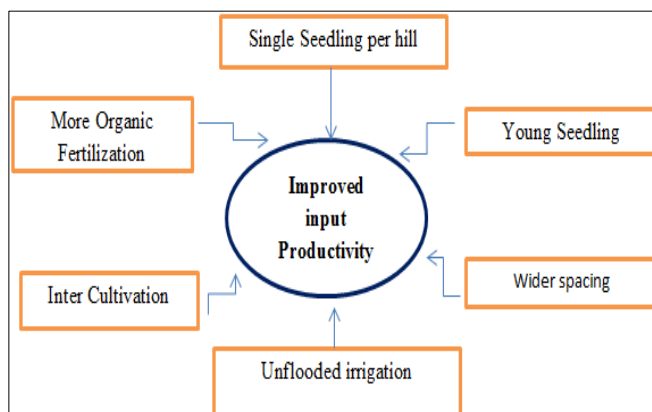 Single Seedling per hill
More Organic
Fertilization
Young Seedling
Improved
input
Productivity
Inter Cultivation
Wider spacing
Unflooded irrigation